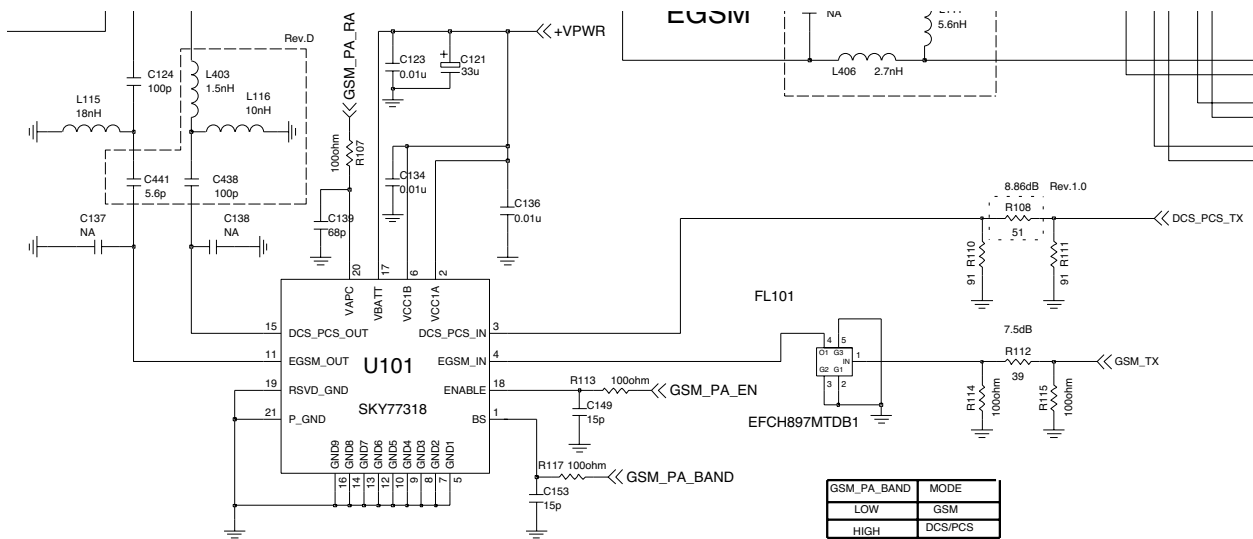 EGSM
NA
5.6nH
L406
2.7nH
Rev.D
GSM_PA_RA
+VPWR
C124
100p
L403
1.5nH
L115
18nH
L116
10nH
C123
0.01u
+
C121
33u
100ohm
R107
C134
0.01u
C441
5.6p
C438
100p
C137
NA
C138
NA
C139
68p
C136
0.01u
8.86dB
Rev.1.0
R108
51
DCS_PCS_TX
R110
91
R111
91
20
17
6
2
VAPC
VBATT
VCC1B
VCC1A
15
DCS_PCS_OUT
DCS_PCS_IN
3
11
EGSM_OUT
EGSM_IN
4
19
RSVD_GND
ENABLE
18
21
P_GND
BS
1
U101
SKY77318
GND9
GND8
GND7
GND6
GND5
GND4
GND3
GND2
GND1
16
14
13
12
10
9
8
7
5
FL101
4
5
O1
G3
IN
1
G2
G1
3
2
EFCH897MTDB1
7.5dB
R112
39
GSM_TX
R114
100ohm
R115
100ohm
R113
100ohm
GSM_PA_EN
C149
15p
R117
100ohm
GSM_PA_BAND
C153
15p
GSM_PA_BAND
MODE
LOW
GSM
HIGH
DCS/PCS